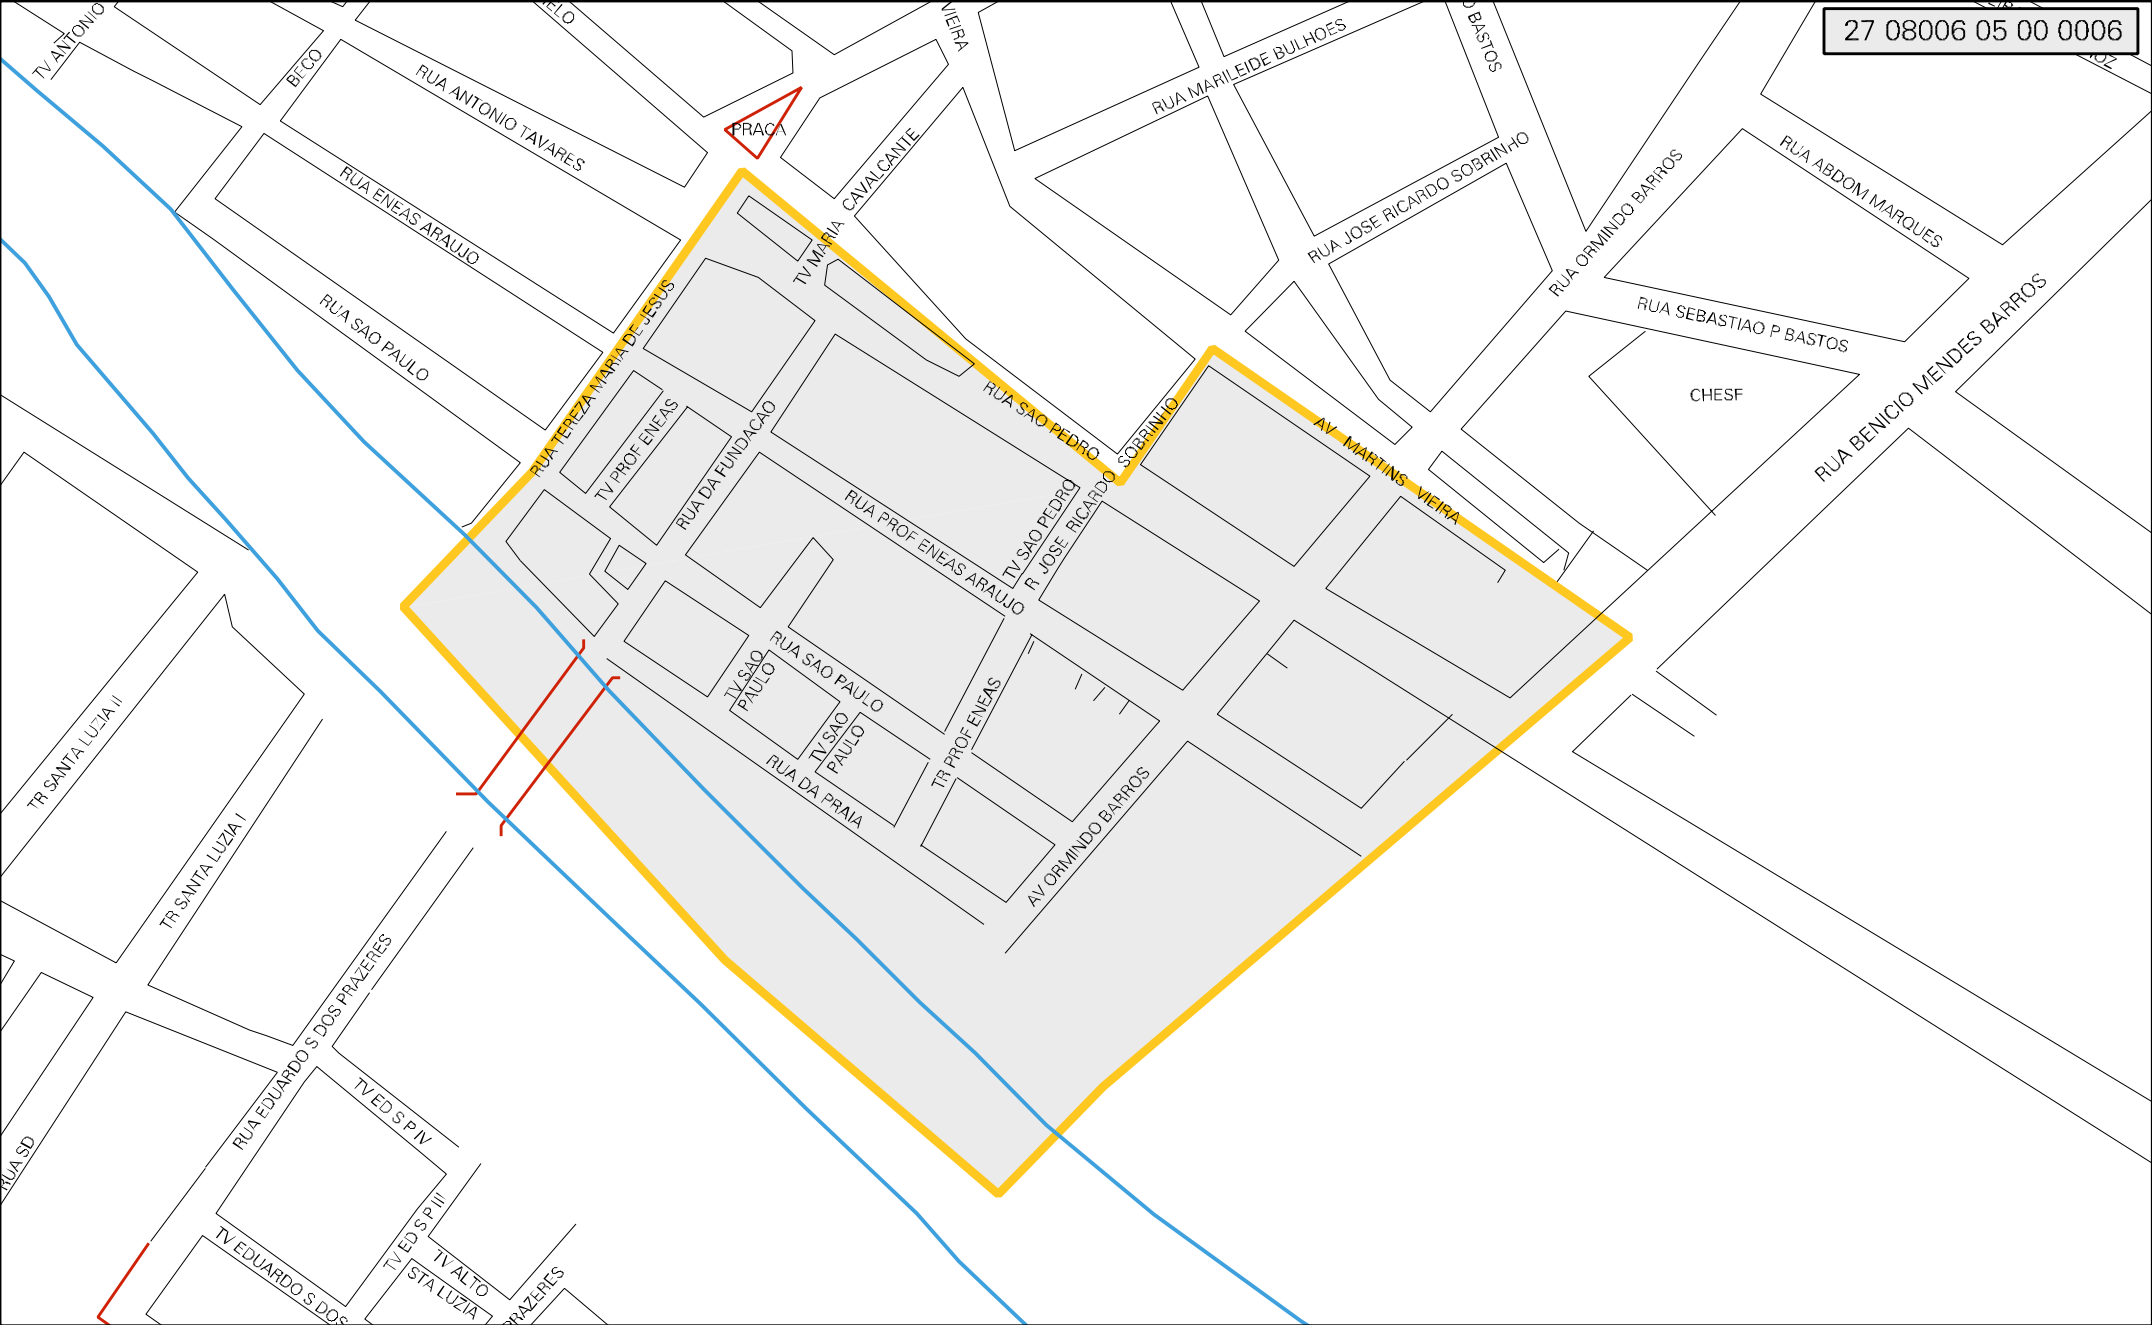 27 08006 05 00 0006
TV ANTONIO
BECO
VIEIRA
O BASTOS
RUA ANTONIO TAVARES
PRACA
RUA MARILEIDE BULHOES
RUA ENEAS ARAUJO
TV MARIA CAVALCANTE
RUA JOSE RICARDO SOBRINHO
RUA ORMINDO BARROS
RUA ABDOM MARQUES
RUA SAO PAULO
RUA TEREZA MARIA DE JESUS
RUA SEBASTIAO P BASTOS
CHESF
RUA BENICIO MENDES BARROS
RUA SAO PEDRO
AV MARTINS VIEIRA
TV PROF ENEAS
RUA DA FUNDACAO
RUA PROF ENEAS ARAUJO
TV SAO PEDRO
R JOSE RICARDO SOBRINHO
RUA SAO PAULO
TV SAO
PAULO
TV SAO
PAULO
TR PROF ENEAS
RUA DA PRAIA
AV ORMINDO BARROS
TR SANTA LUZIA II
TR SANTA LUZIA I
RUA EDUARDO S DOS PRAZERES
TV ED S P IV
RUA SD
TV ED S P III
TV EDUARDO S DOS
TV ALTO
STA LUZIA
PRAZERES